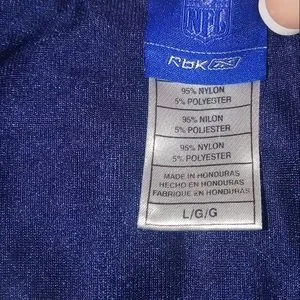 NFL
RbK
95% NYLON
5% POLYESTER
95% NILON
5% POLIESTER
95% NYLON
5% POLYESTER
MADE IN HONDURAS
HECHO EN HONDURAS
FABRIQUE EN HONDURAS
L/G/G